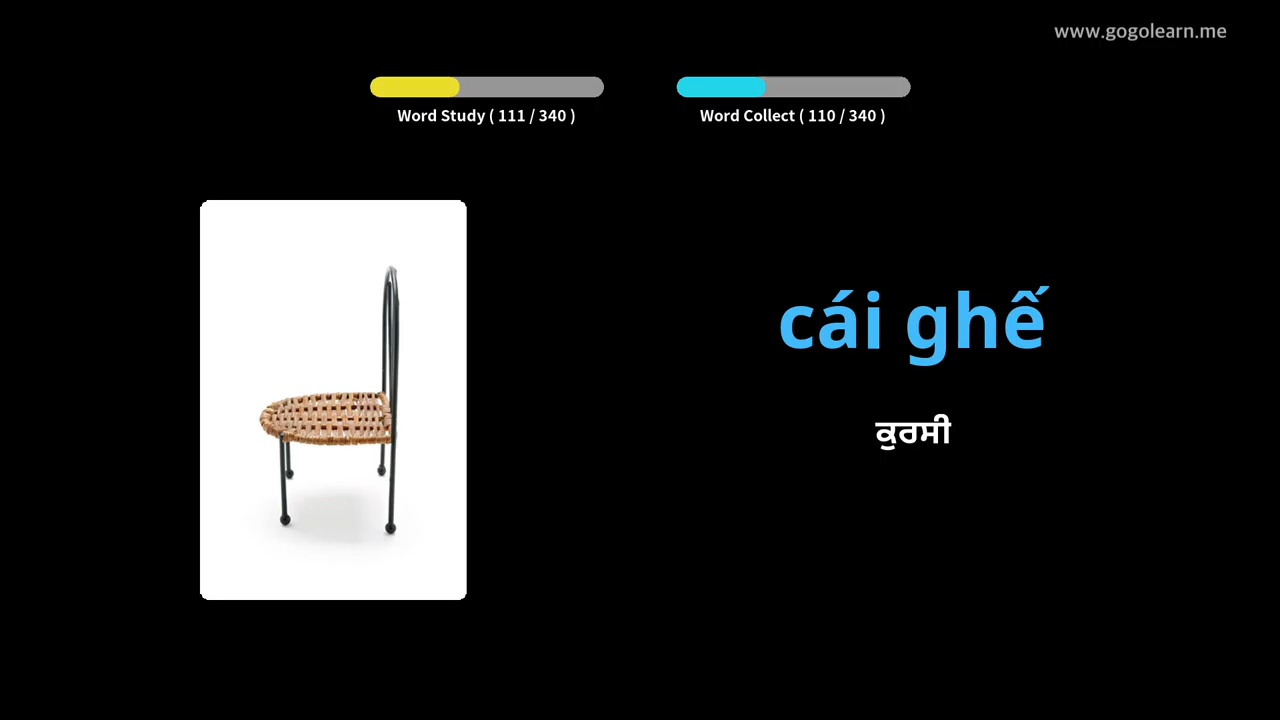 www.gogolearn.me
Word Study ( 111 / 340 )
Word Collect ( 110 / 340 )
cái ghế
ਕੁਰਸੀ